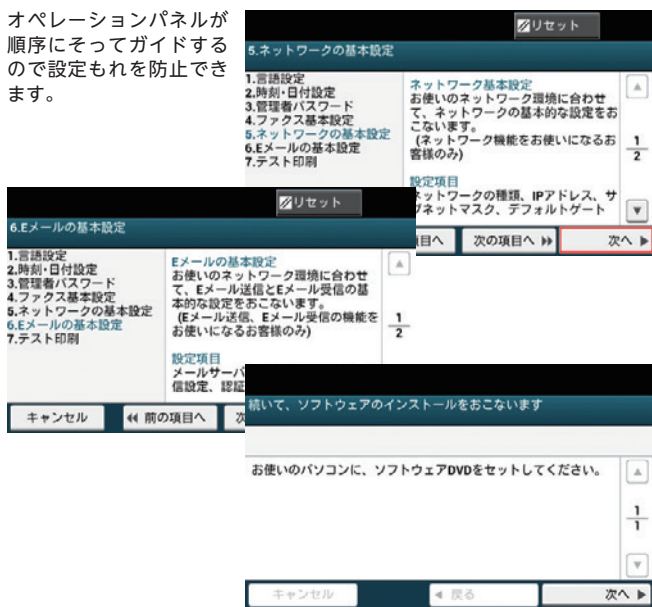 オペレーションパネルが
順序にそってガイドする
ので設定もれを防止でき
ます。
リセット
5.ネットワークの基本設定
1.言語設定
2.時刻・日付設定
3.管理者パスワード
4.ファクス基本設定
5.ネットワークの基本設定
6.Eメールの基本設定
7.テスト印刷
ネットワーク基本設定
お使いのネットワーク環境に合わせ
て、ネットワークの基本的な設定をお
こないます。
(ネットワーク機能をお使いになるお
客様のみ)
設定項目
ネットワークの種類、IPアドレス、サ
ブネットマスク、デフォルトゲート
1
2
項目へ
次の項目へ
次へ
リセット
6.Eメールの基本設定
1.言語設定
2.時刻・日付設定
3.管理者パスワード
4.ファクス基本設定
5.ネットワークの基本設定
6.Eメールの基本設定
7.テスト印刷
Eメールの基本設定
お使いのネットワーク環境に合わせ
て、Eメール送信とEメール受信の基
本的な設定をおこないます。
(Eメール送信、Eメール受信の機能を
お使いになるお客様のみ)
設定項目
メールサーバ
信設定、認証
1
2
キャンセル
前の項目へ
次
続いて、ソフトウェアのインストールをおこないます
お使いのパソコンに、ソフトウェアDVDをセットしてください。
1
1
キャンセル
戻る
次へ